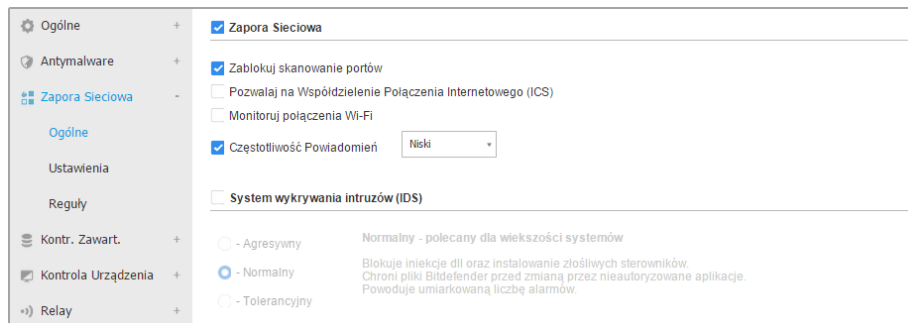 Ogólne +
Antymalware +
Zapora Sieciowa -
Ogólne
Ustawienia
Reguły
Kontr. Zawart. +
Kontrola Urządzenia +
Relay +
Zapora Sieciowa
Zablokuj skanowanie portów
Pozwalaj na Współdzielenie Połączenia Internetowego (ICS)
Monitoruj połączenia Wi-Fi
Częstotliwość Powiadomień Niski
System wykrywania intruzów (IDS)
- Agresywny
- Normalny
- Tolerancyjny
Normalny - polecany dla wiekszości systemów
Blokuje iniekcje dll oraz instalowanie złośliwych sterowników.
Chroni pliki Bitdefender przed zmianą przez nieautoryzowane aplikacje.
Powoduje umiarkowaną liczbę alarmów.